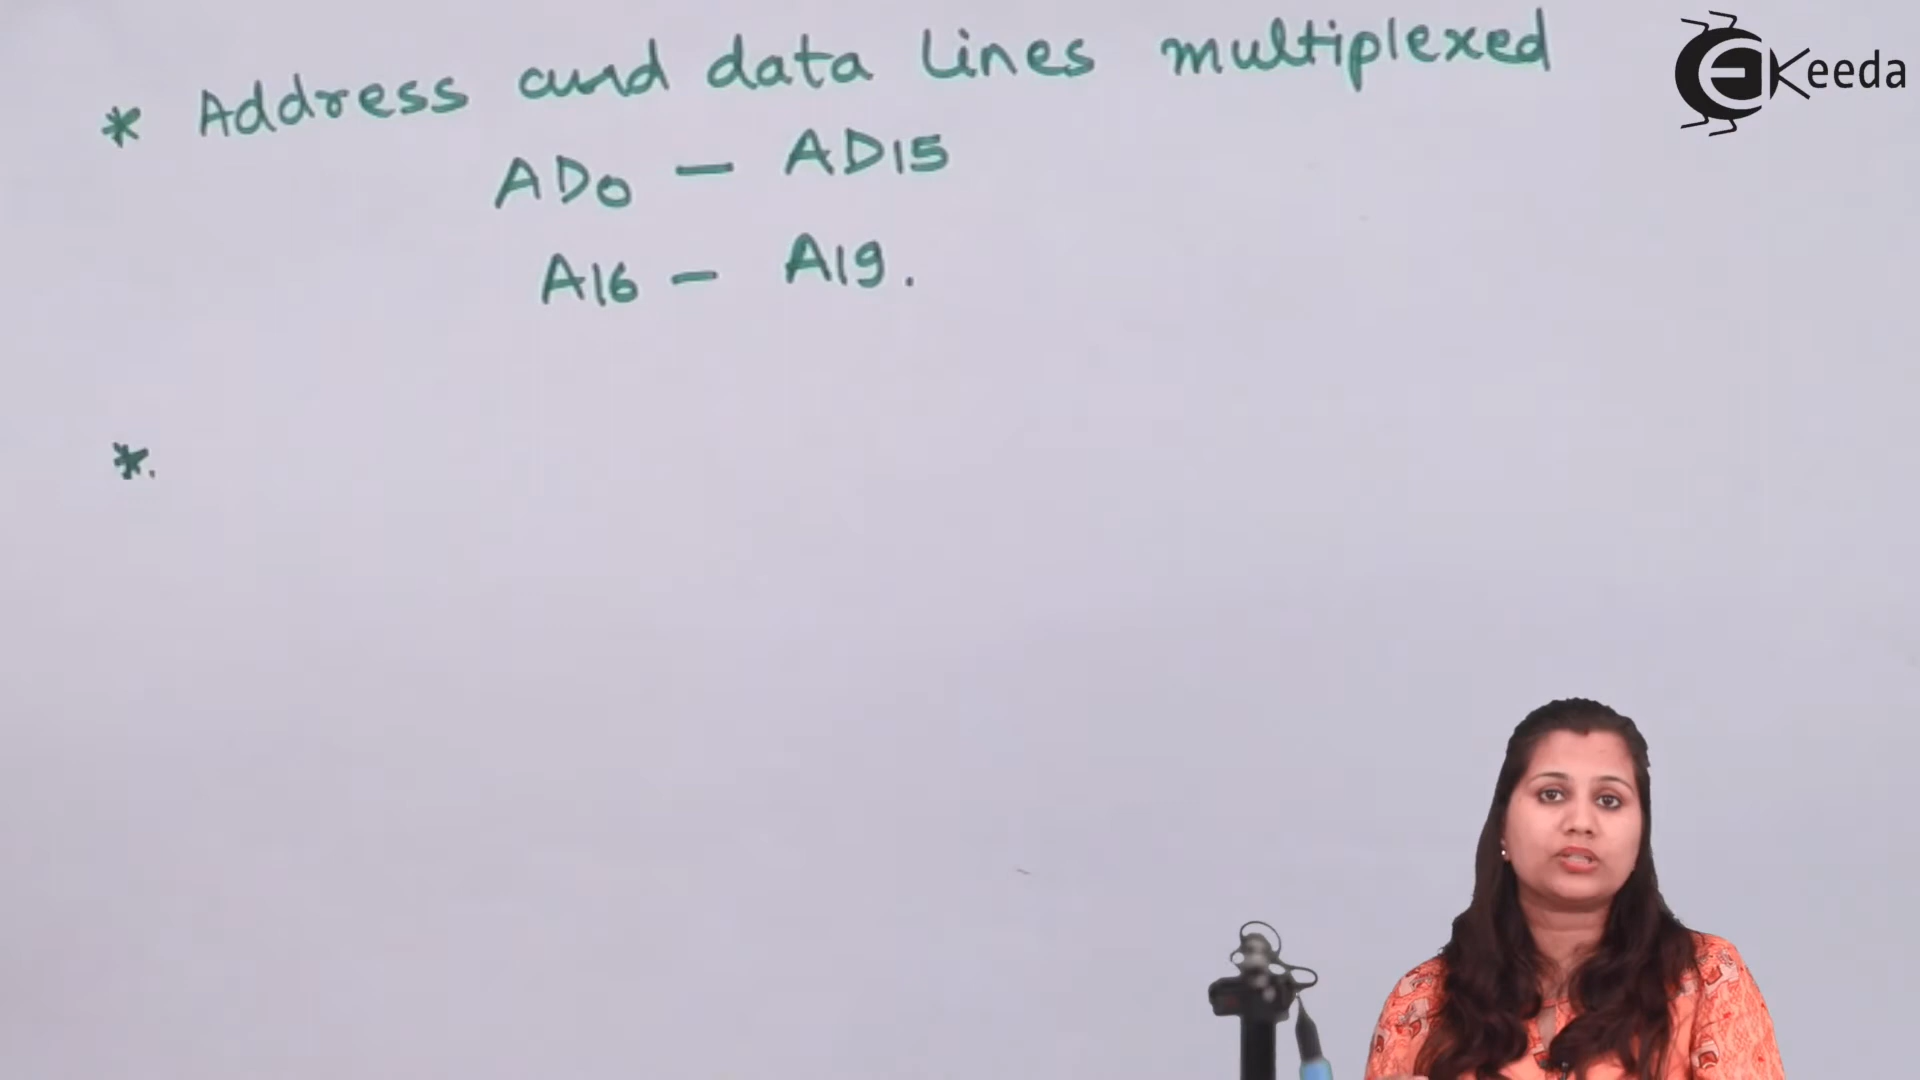 * Address and data lines multiplexed
AD0 — AD15
A16 — A19.
*.
Keeda